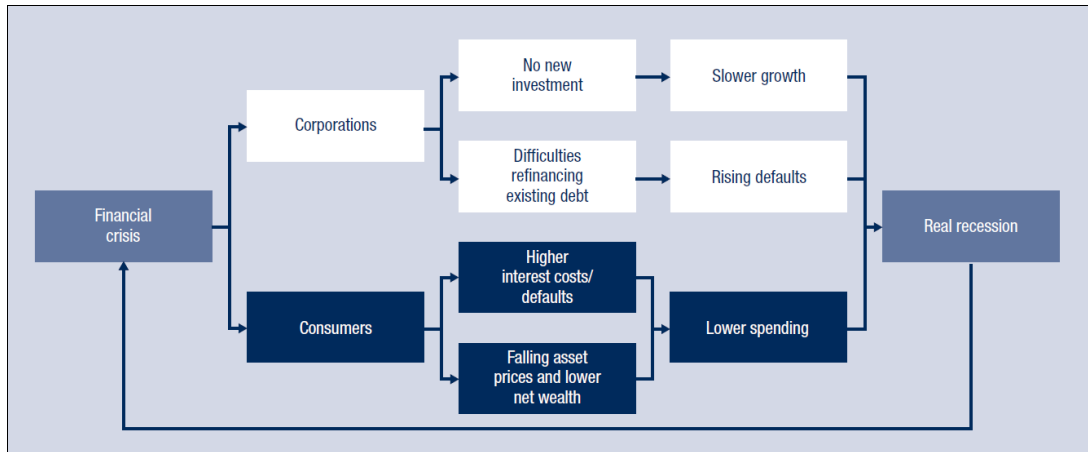 Financial
crisis
Corporations
No new
investment
Slower growth
Difficulties
refinancing
existing debt
Rising defaults
Consumers
Higher
interest costs/
defaults
Falling asset
prices and lower
net wealth
Lower spending
Real recession